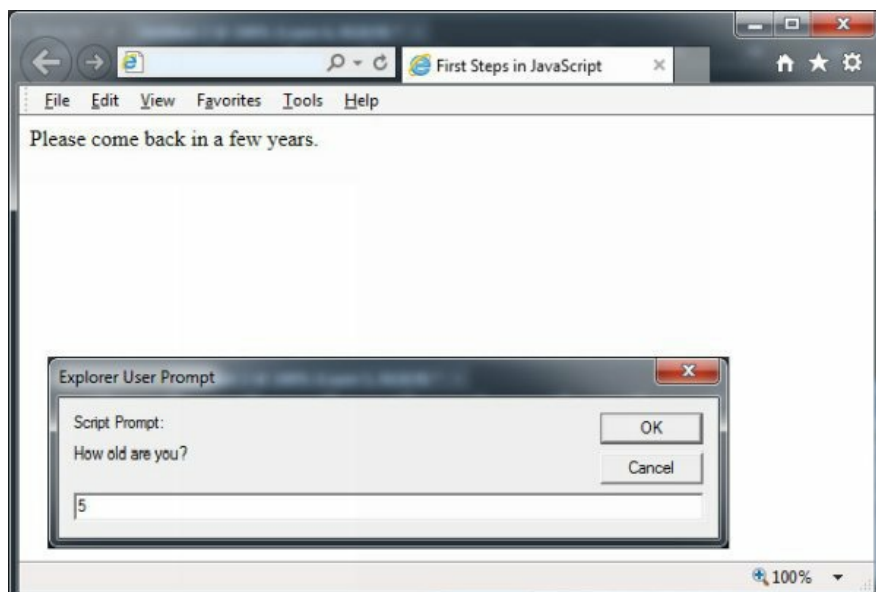 First Steps in JavaScript
File Edit View Favorites Tools Help
Please come back in a few years.
Explorer User Prompt
Script Prompt:
OK
How old are you?
Cancel
5
100%